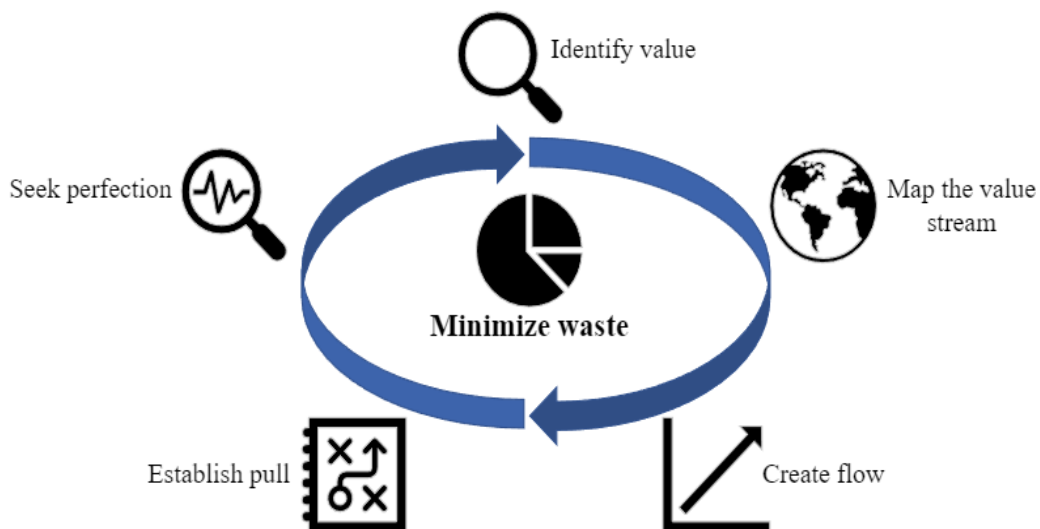 Identify value
Seek perfection
Map the value
stream
Minimize waste
Establish pull
Create flow